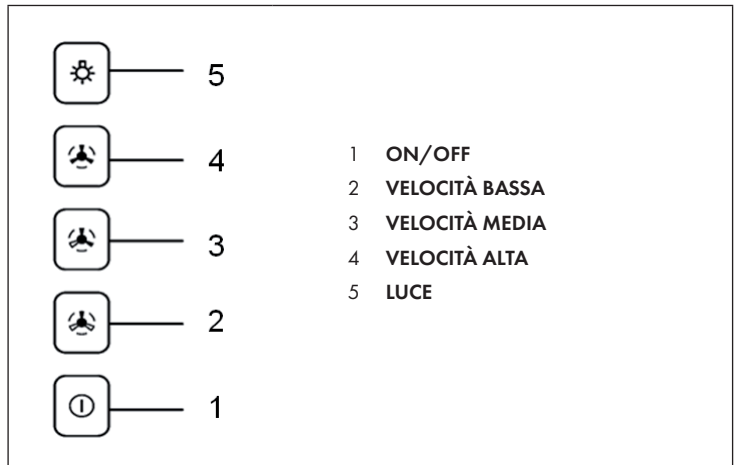 5
4
3
2
1
1 ON/OFF
2 VELOCITÀ BASSA
3 VELOCITÀ MEDIA
4 VELOCITÀ ALTA
5 LUCE